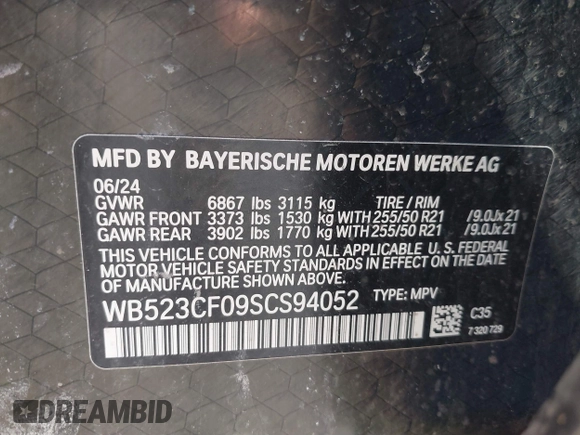 MFD BY BAYERISCHE MOTOREN WERKE AG
06/24
GVWR 6867 lbs 3115 kg TIRE / RIM
GAWR FRONT 3373 lbs 1530 kg WITH 255/50 R21 /9.0Jx21
GAWR REAR 3902 lbs 1770 kg WITH 255/50 R21 /9.0Jx21
THIS VEHICLE CONFORMS TO ALL APPLICABLE U.S. FEDERAL
MOTOR VEHICLE SAFETY STANDARDS IN EFFECT ON THE DATE
OF MANUFACTURE SHOWN ABOVE.
WB523CF09SCS94052 TYPE: MPV
C35
7 320 729
DREAMBID